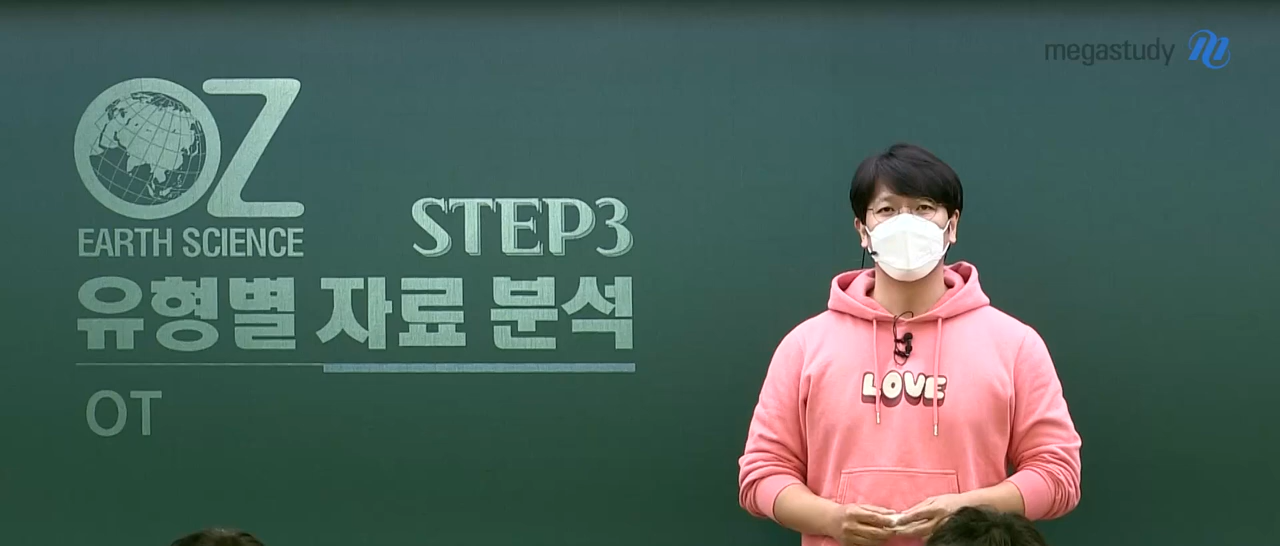 megastudy
OZ
EARTH SCIENCE
STEP3
유형별 자료 분석
OT
LOVE